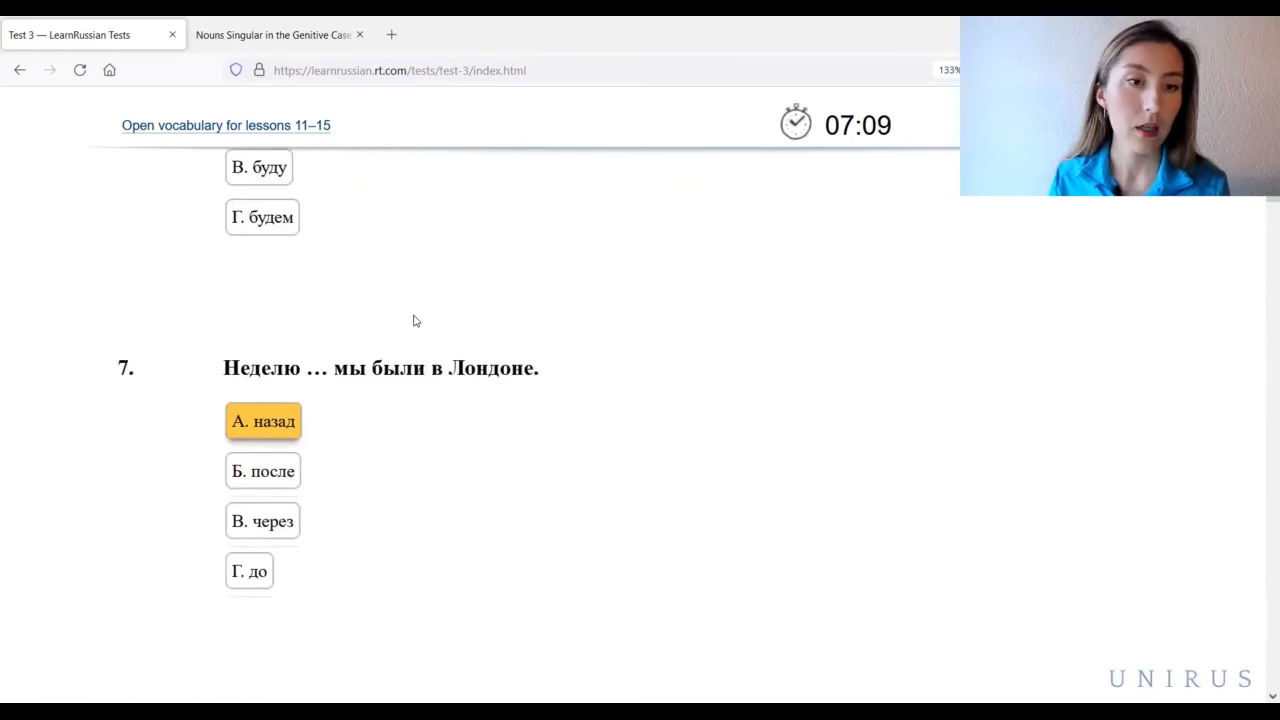 Test 3 — LearnRussian Tests
Nouns Singular in the Genitive Case
https://learnrussian.rt.com/tests/test-3/index.html
133%
Open vocabulary for lessons 11–15
07:09
В. буду
Г. будем
7. Неделю … мы были в Лондоне.
А. назад
Б. после
В. через
Г. до
UNIRUS